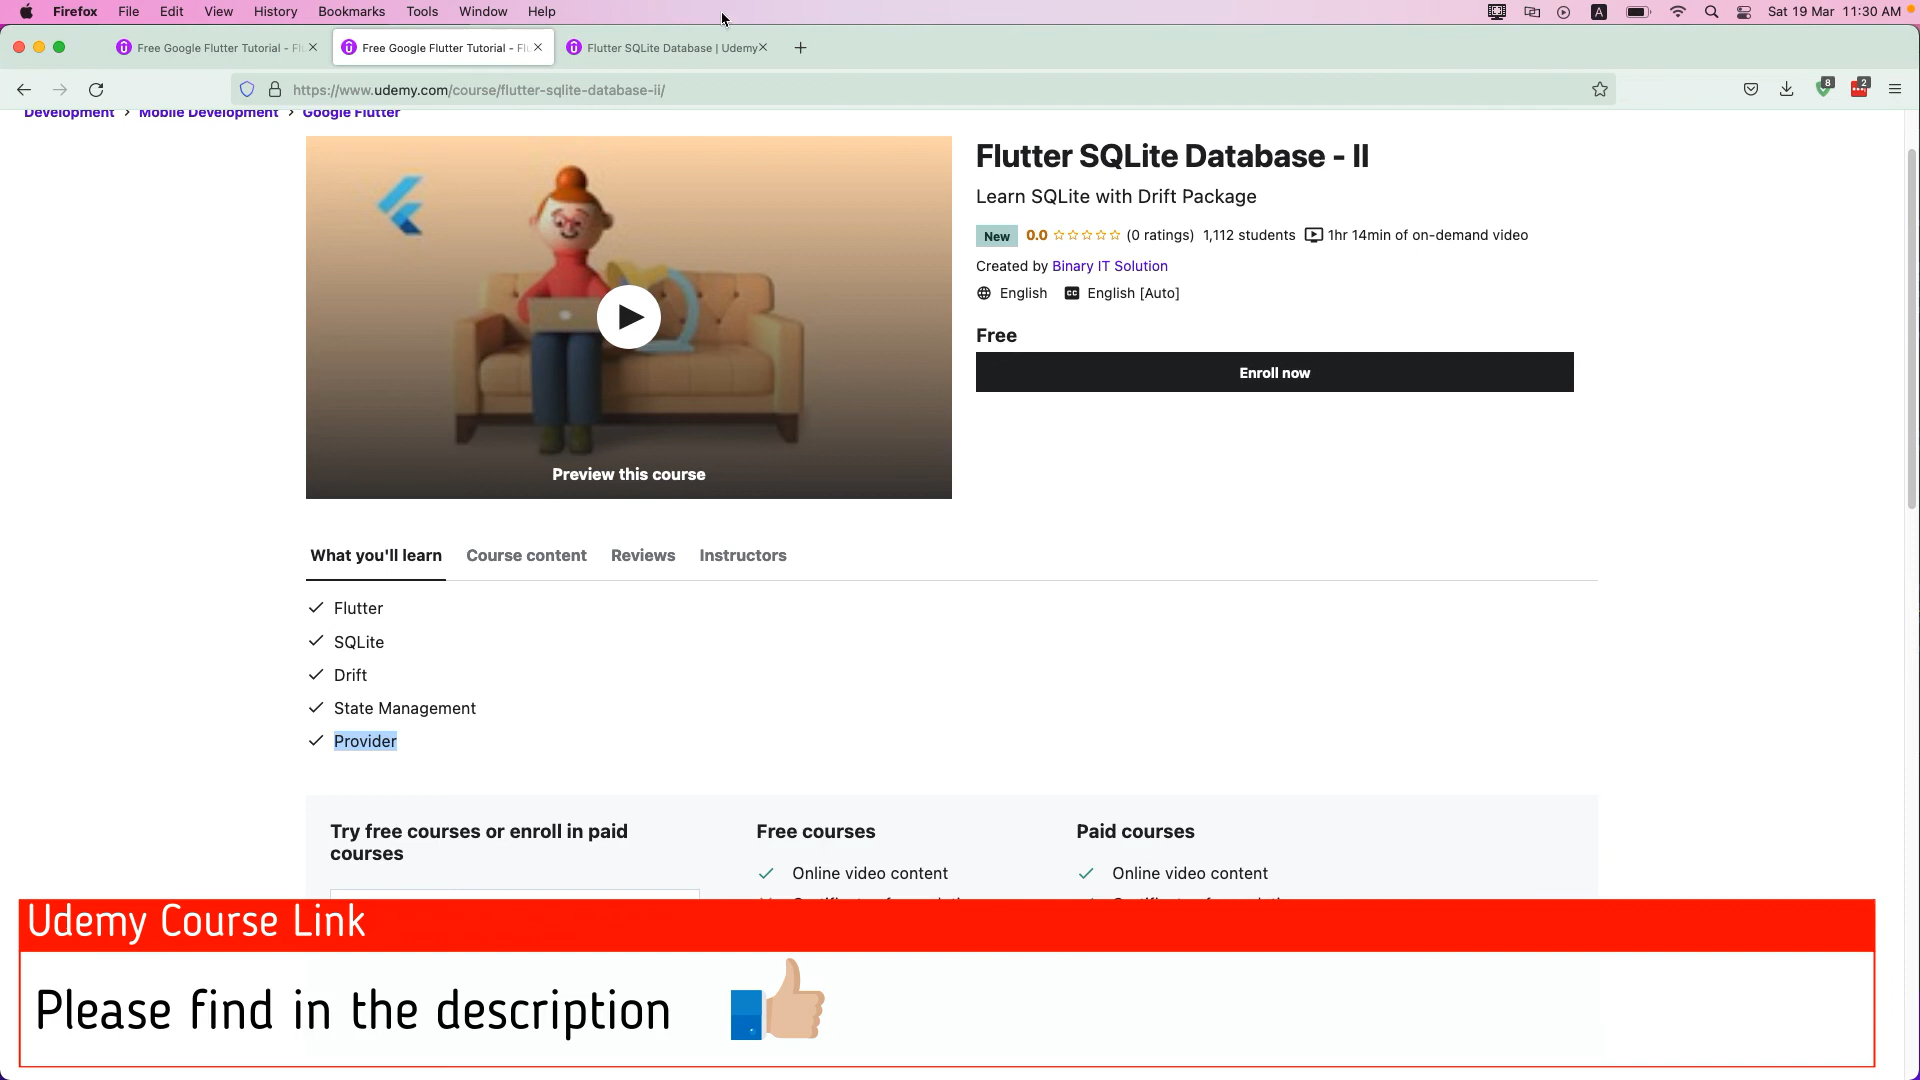 Firefox File Edit View History Bookmarks Tools Window Help A Sat 19 Mar 11:30 AM
Free Google Flutter Tutorial - Fl
Free Google Flutter Tutorial - Fl
Flutter SQLite Database | Udemy
https://www.udemy.com/course/flutter-sqlite-database-ii/
8
2
Development › Mobile Development › Google Flutter
Flutter SQLite Database - II
Learn SQLite with Drift Package
New 0.0 (0 ratings) 1,112 students 1hr 14min of on-demand video
Created by Binary IT Solution
English CC English [Auto]
Free
Enroll now
Preview this course
What you'll learn Course content Reviews Instructors
Flutter
SQLite
Drift
State Management
Provider
Try free courses or enroll in paid
courses
Free courses
Online video content
Paid courses
Online video content
Udemy Course Link
Please find in the description